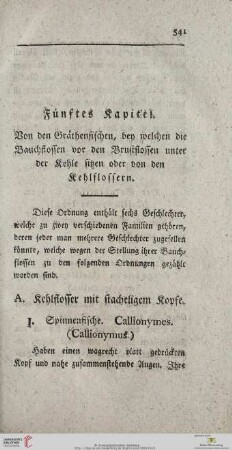 541
Fünftes Kapitel.
Von den Gräthenfischen, bey welchen die
Bauchflossen vor den Brustflossen unter
der Kehle sitzen oder von den
Kehlflossern.
Diese Ordnung enthält sechs Geschlechter,
welche zu zwey verschiedenen Familien gehören,
deren jeder man mehrere Geschlechter zugesellen
könnte, welche wegen der Stellung ihrer Bauch-
flossen zu den folgenden Ordnungen gezählt
worden sind.
A. Kehlflosser mit stacheligem Kopfe.
I. Spinnenfische. Callionymes.
(Callionymus.)
Haben einen wagrecht platt gedrückten
Kopf und nahe zusammenstehende Augen. Ihre